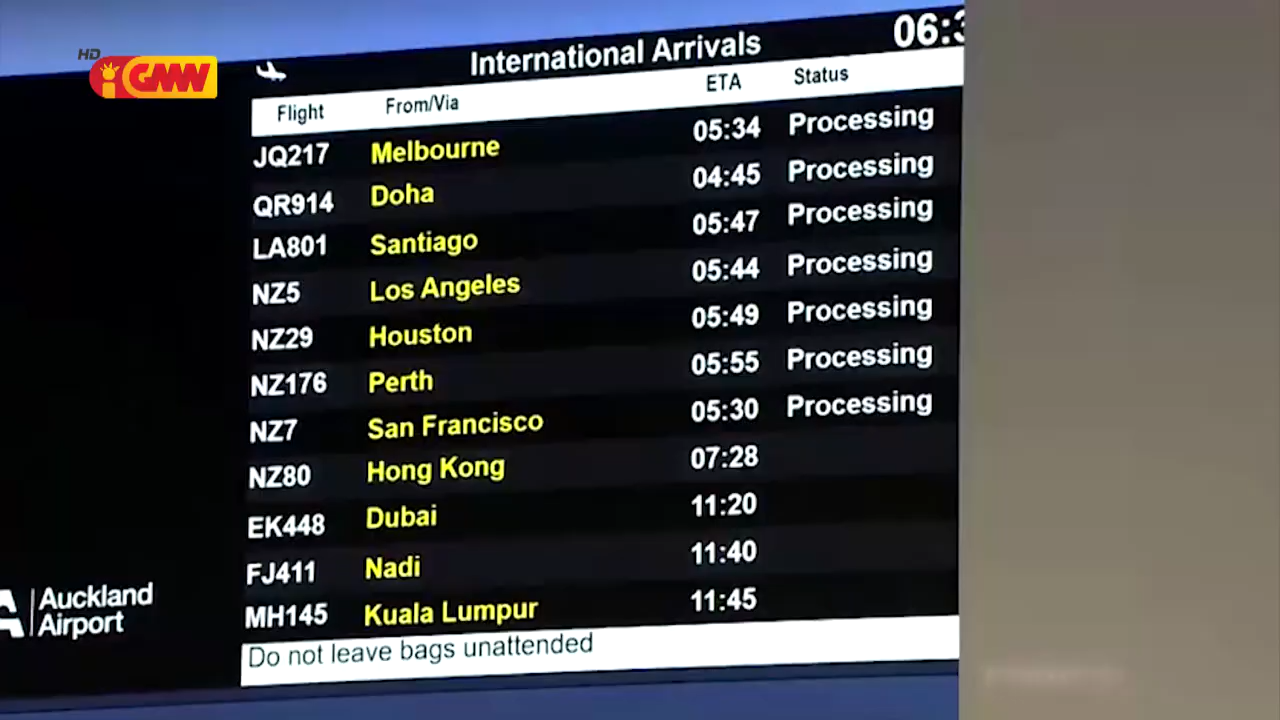 HD
iGMW
International Arrivals 06:3
Flight From/Via ETA Status
JQ217 Melbourne 05:34 Processing
QR914 Doha 04:45 Processing
LA801 Santiago 05:47 Processing
NZ5 Los Angeles 05:44 Processing
NZ29 Houston 05:49 Processing
NZ176 Perth 05:55 Processing
NZ7 San Francisco 05:30 Processing
NZ80 Hong Kong 07:28
EK448 Dubai 11:20
FJ411 Nadi 11:40
MH145 Kuala Lumpur 11:45
Auckland
Airport
Do not leave bags unattended